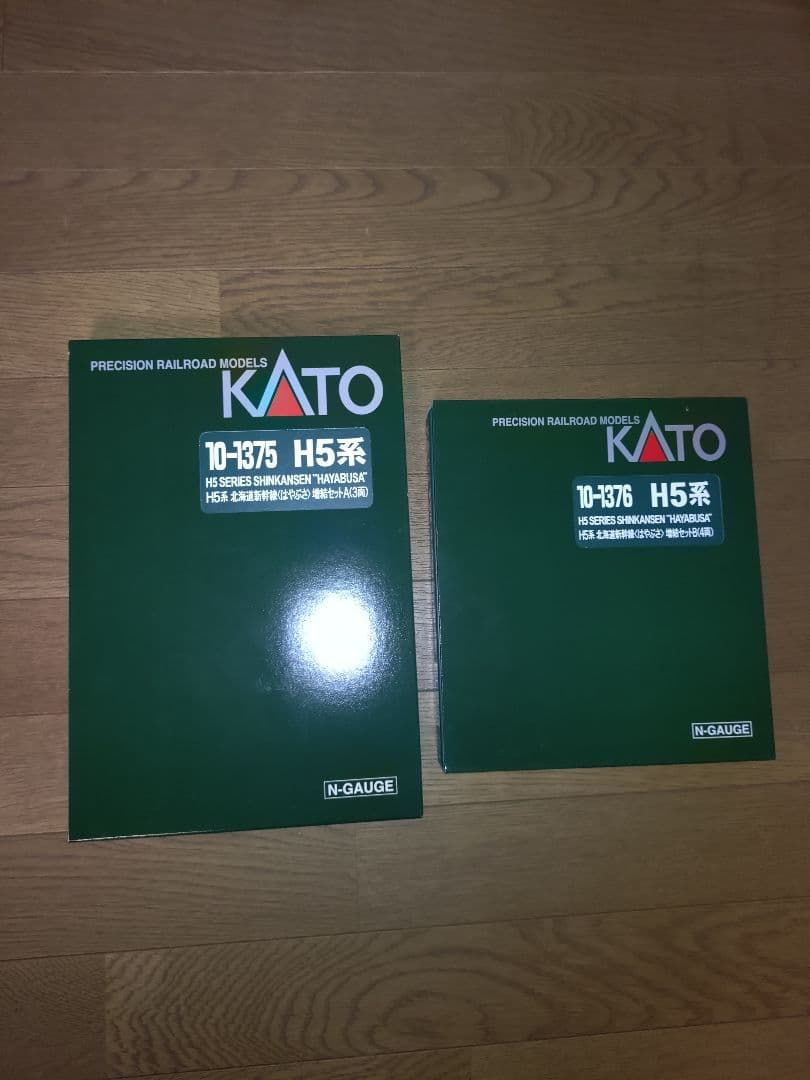 PRECISION RAILROAD MODELS
KATO
10-1375 H5系
H5 SERIES SHINKANSEN "HAYABUSA"
H5系 北海道新幹線〈はやぶさ〉増結セットA(3両)
N-GAUGE
PRECISION RAILROAD MODELS
KATO
10-1376 H5系
H5 SERIES SHINKANSEN "HAYABUSA"
H5系 北海道新幹線〈はやぶさ〉増結セットB(4両)
N-GAUGE